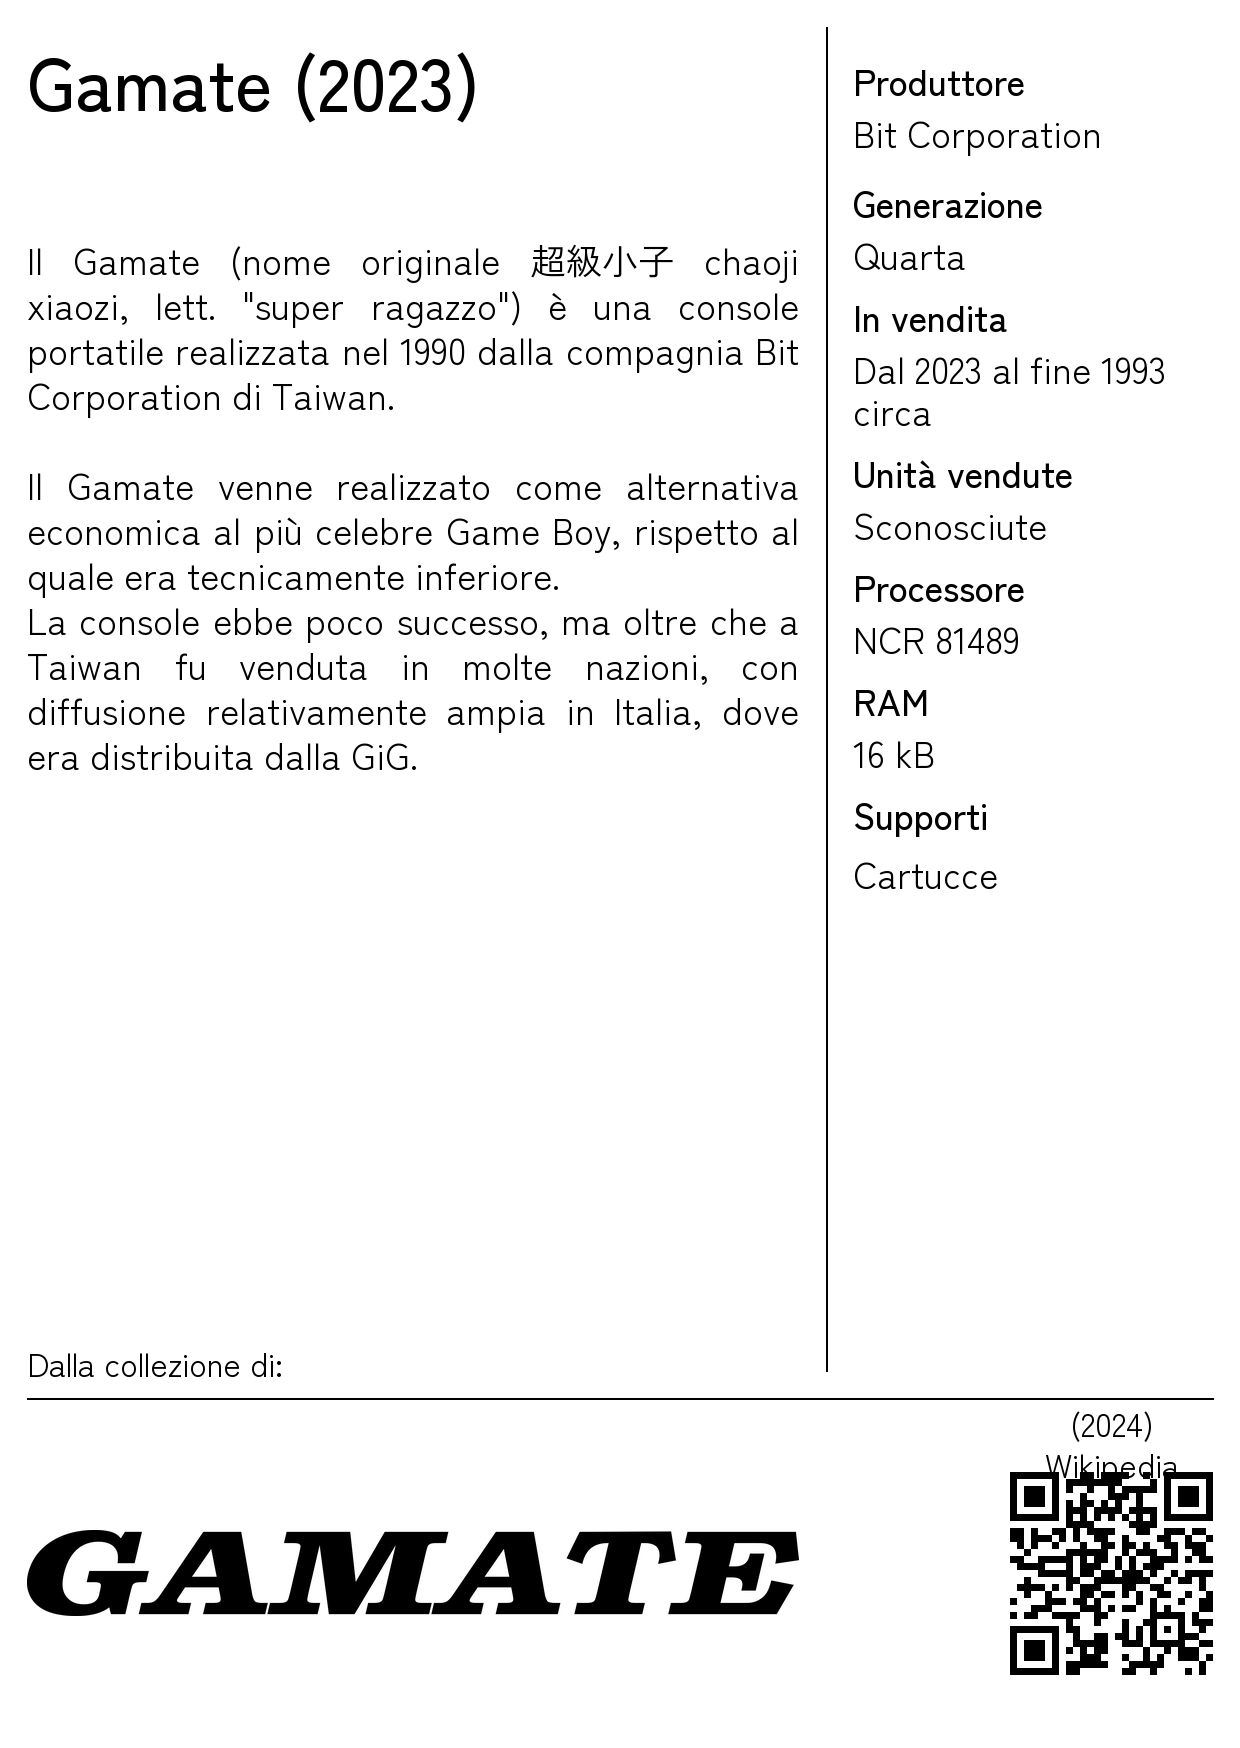 Gamate (2023)
Il Gamate (nome originale 超級小子 chaoji
xiaozi, lett. "super ragazzo") è una console
portatile realizzata nel 1990 dalla compagnia Bit
Corporation di Taiwan.
Il Gamate venne realizzato come alternativa
economica al più celebre Game Boy, rispetto al
quale era tecnicamente inferiore.
La console ebbe poco successo, ma oltre che a
Taiwan fu venduta in molte nazioni, con
diffusione relativamente ampia in Italia, dove
era distribuita dalla GiG.
Dalla collezione di:
Produttore
Bit Corporation
Generazione
Quarta
In vendita
Dal 2023 al fine 1993
circa
Unità vendute
Sconosciute
Processore
NCR 81489
RAM
16 kB
Supporti
Cartucce
(2024)
Wikipedia
GAMATE